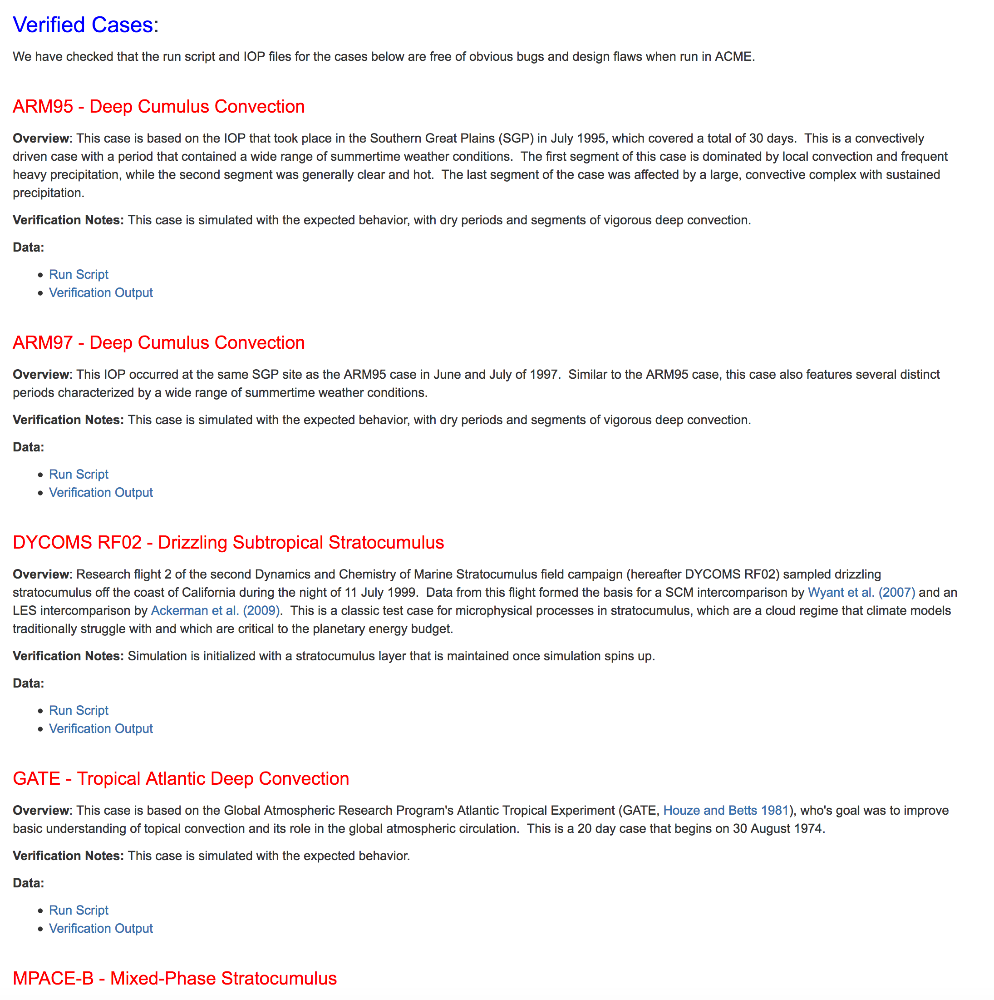 Verified Cases:
We have checked that the run script and IOP files for the cases below are free of obvious bugs and design flaws when run in ACME.
ARM95 - Deep Cumulus Convection
Overview: This case is based on the IOP that took place in the Southern Great Plains (SGP) in July 1995, which covered a total of 30 days.  This is a convectively
driven case with a period that contained a wide range of summertime weather conditions.  The first segment of this case is dominated by local convection and frequent
heavy precipitation, while the second segment was generally clear and hot.  The last segment of the case was affected by a large, convective complex with sustained
precipitation.
Verification Notes: This case is simulated with the expected behavior, with dry periods and segments of vigorous deep convection.
Data:
• Run Script
• Verification Output
ARM97 - Deep Cumulus Convection
Overview: This IOP occurred at the same SGP site as the ARM95 case in June and July of 1997.  Similar to the ARM95 case, this case also features several distinct
periods characterized by a wide range of summertime weather conditions.
Verification Notes: This case is simulated with the expected behavior, with dry periods and segments of vigorous deep convection.
Data:
• Run Script
• Verification Output
DYCOMS RF02 - Drizzling Subtropical Stratocumulus
Overview: Research flight 2 of the second Dynamics and Chemistry of Marine Stratocumulus field campaign (hereafter DYCOMS RF02) sampled drizzling
stratocumulus off the coast of California during the night of 11 July 1999.  Data from this flight formed the basis for a SCM intercomparison by Wyant et al. (2007) and an
LES intercomparison by Ackerman et al. (2009).  This is a classic test case for microphysical processes in stratocumulus, which are a cloud regime that climate models
traditionally struggle with and which are critical to the planetary energy budget.
Verification Notes: Simulation is initialized with a stratocumulus layer that is maintained once simulation spins up.
Data:
• Run Script
• Verification Output
GATE - Tropical Atlantic Deep Convection
Overview: This case is based on the Global Atmospheric Research Program's Atlantic Tropical Experiment (GATE, Houze and Betts 1981), who's goal was to improve
basic understanding of topical convection and its role in the global atmospheric circulation.  This is a 20 day case that begins on 30 August 1974.
Verification Notes: This case is simulated with the expected behavior.
Data:
• Run Script
• Verification Output
MPACE-B - Mixed-Phase Stratocumulus